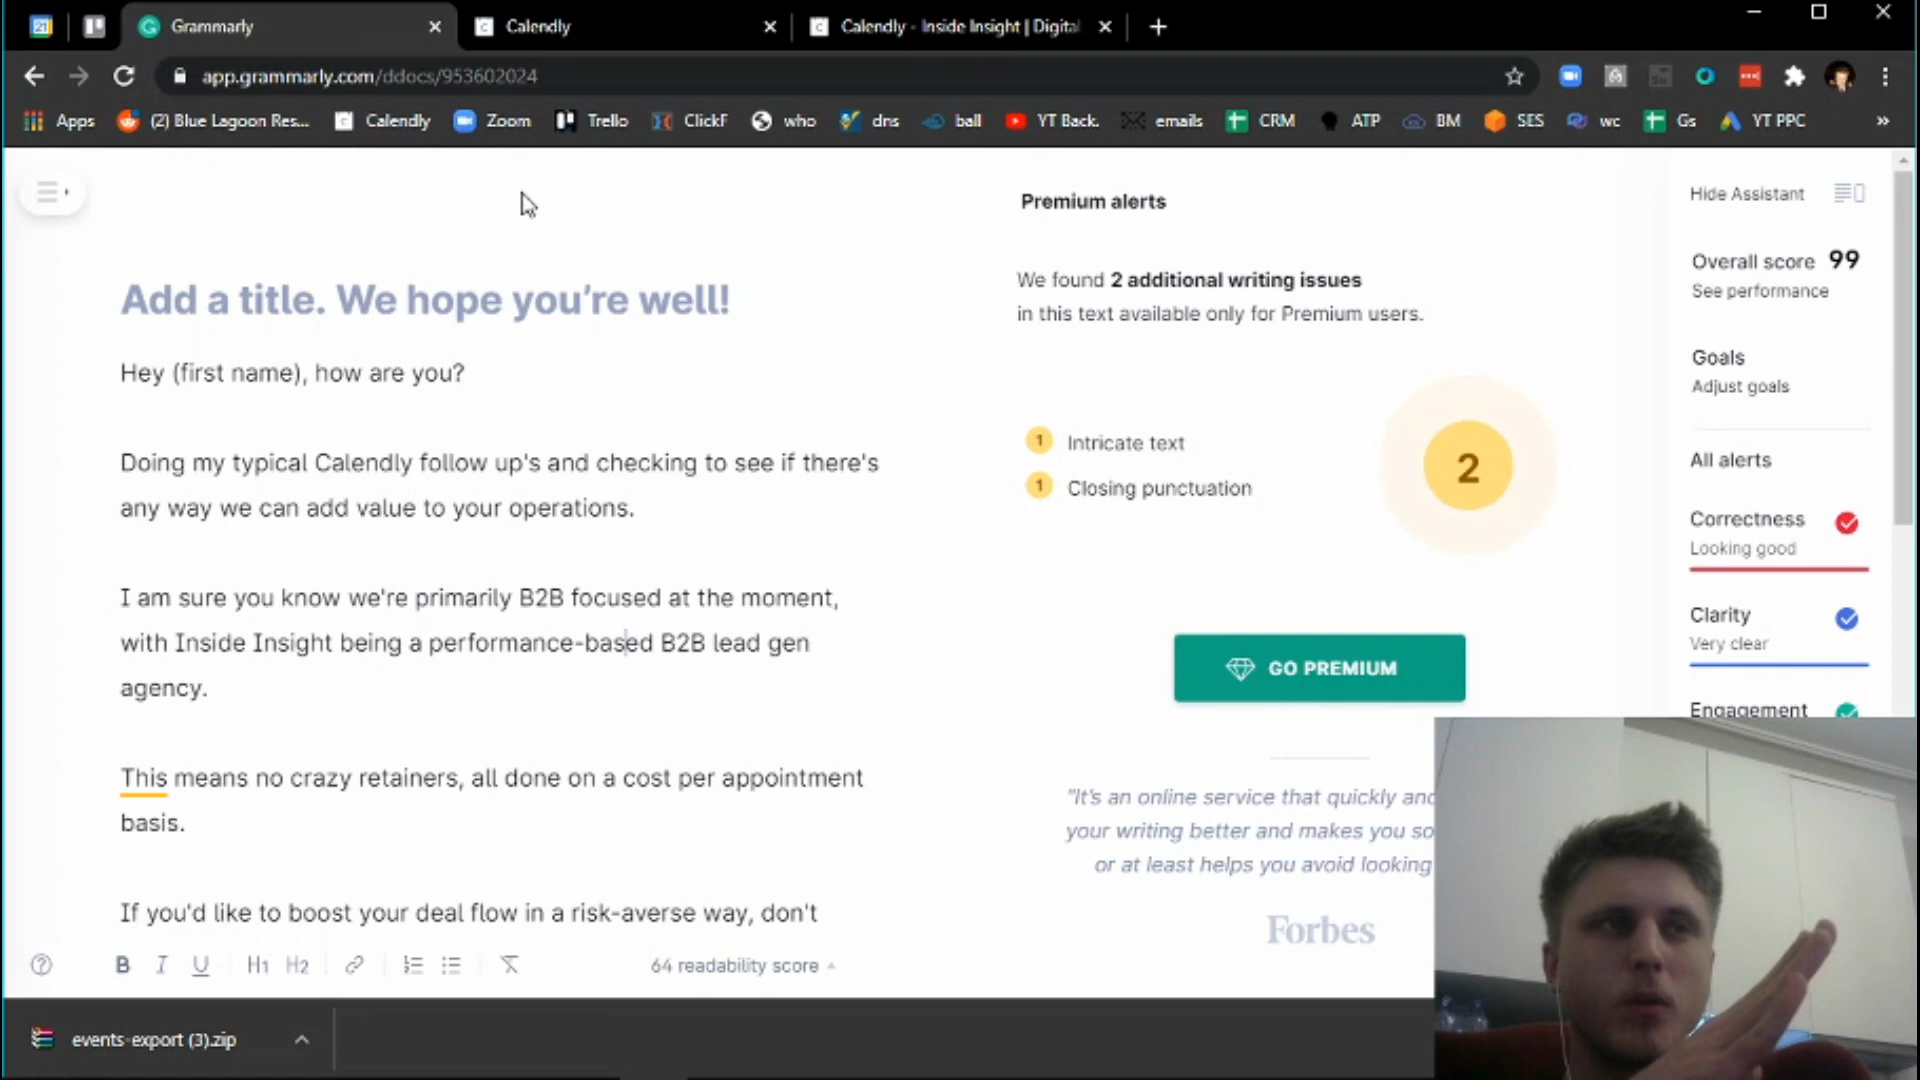 Grammarly
Calendly
Calendly - Inside Insight | Digital
app.grammarly.com/ddocs/953602024
Apps
(2) Blue Lagoon Res...
Calendly
Zoom
Trello
ClickF
who
dns
ball
YT Back.
emails
CRM
ATP
BM
SES
wc
Gs
YT PPC
»
Add a title. We hope you're well!
Hey (first name), how are you?
Doing my typical Calendly follow up's and checking to see if there's
any way we can add value to your operations.
I am sure you know we're primarily B2B focused at the moment,
with Inside Insight being a performance-based B2B lead gen
agency.
This means no crazy retainers, all done on a cost per appointment
basis.
If you'd like to boost your deal flow in a risk-averse way, don't
B I U H1 H2
64 readability score
Premium alerts
We found 2 additional writing issues
in this text available only for Premium users.
1 Intricate text
1 Closing punctuation
2
GO PREMIUM
"It's an online service that quickly and
your writing better and makes you so
or at least helps you avoid looking
Forbes
Hide Assistant
Overall score 99
See performance
Goals
Adjust goals
All alerts
Correctness
Looking good
Clarity
Very clear
Engagement
events-export (3).zip